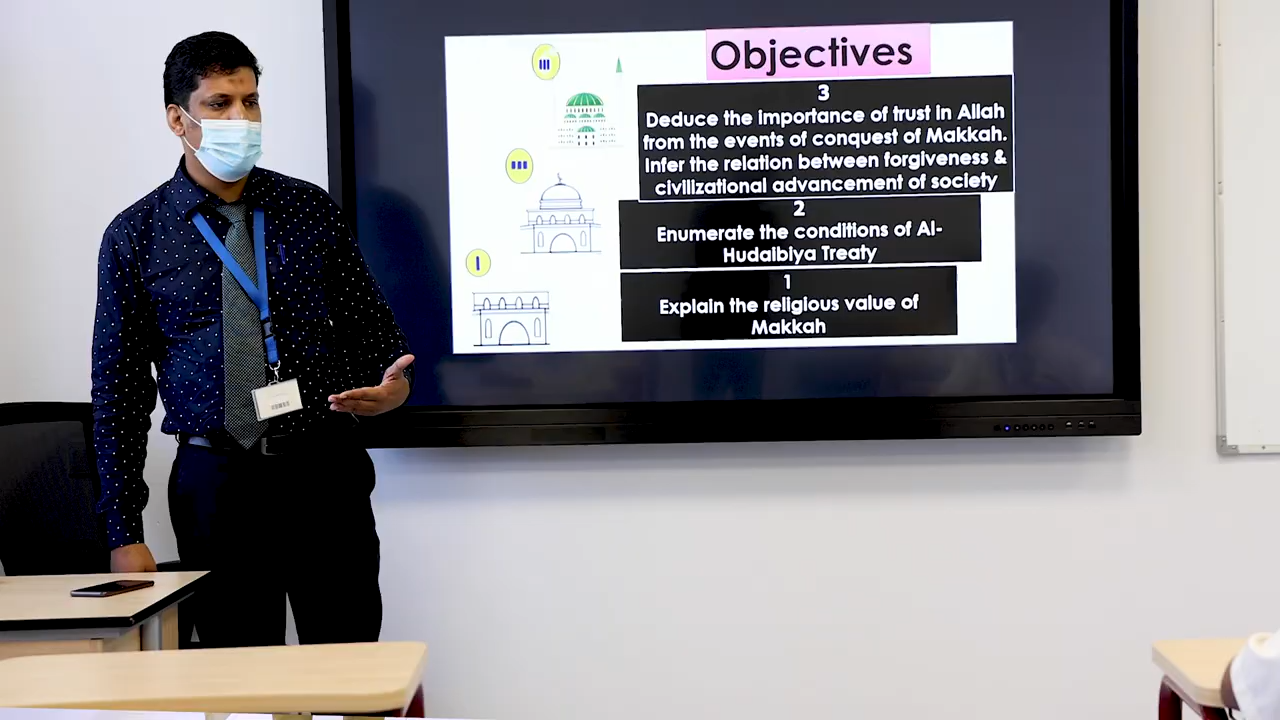 Objectives
3
Deduce the importance of trust in Allah
from the events of conquest of Makkah.
Infer the relation between forgiveness &
civilizational advancement of society
2
Enumerate the conditions of Al-
Hudaibiya Treaty
1
Explain the religious value of
Makkah